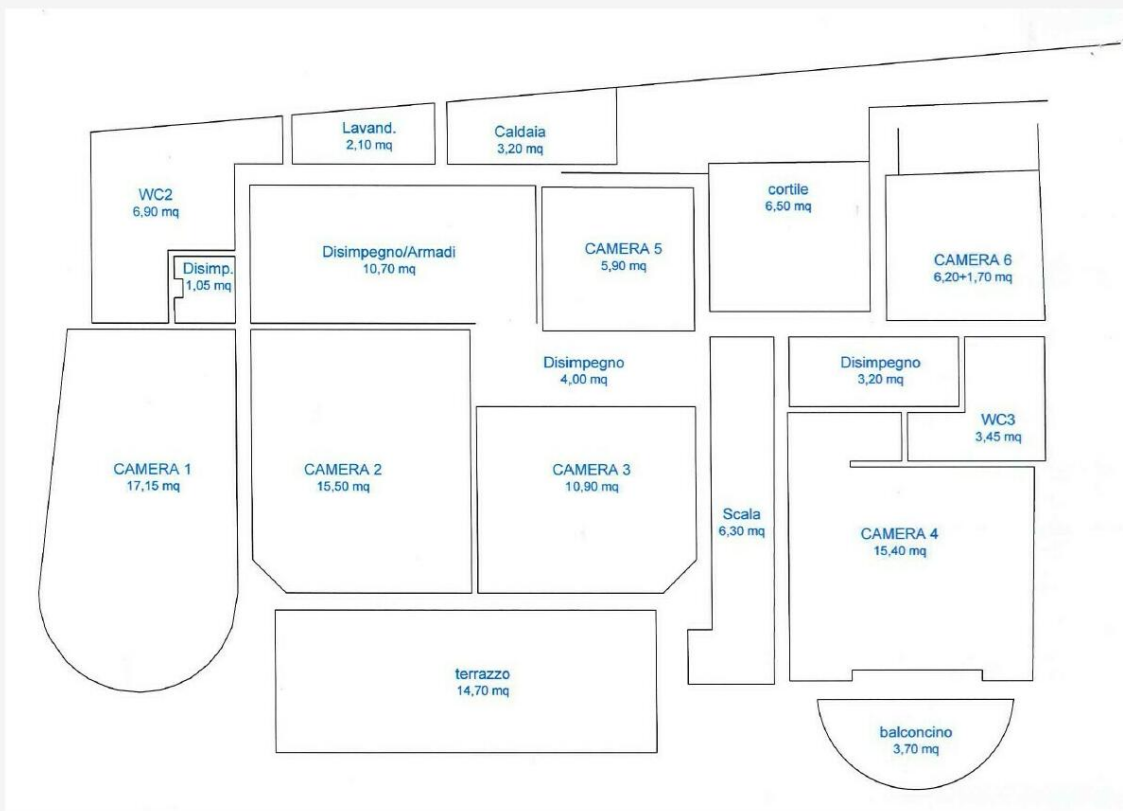 Lavand.
2,10 mq
Caldaia
3,20 mq
WC2
6,90 mq
cortile
6,50 mq
Disimpegno/Armadi
10,70 mq
CAMERA 5
5,90 mq
CAMERA 6
6,20+1,70 mq
Disimp.
1,05 mq
Disimpegno
4,00 mq
Disimpegno
3,20 mq
WC3
3,45 mq
CAMERA 1
17,15 mq
CAMERA 2
15,50 mq
CAMERA 3
10,90 mq
Scala
6,30 mq
CAMERA 4
15,40 mq
terrazzo
14,70 mq
balconcino
3,70 mq